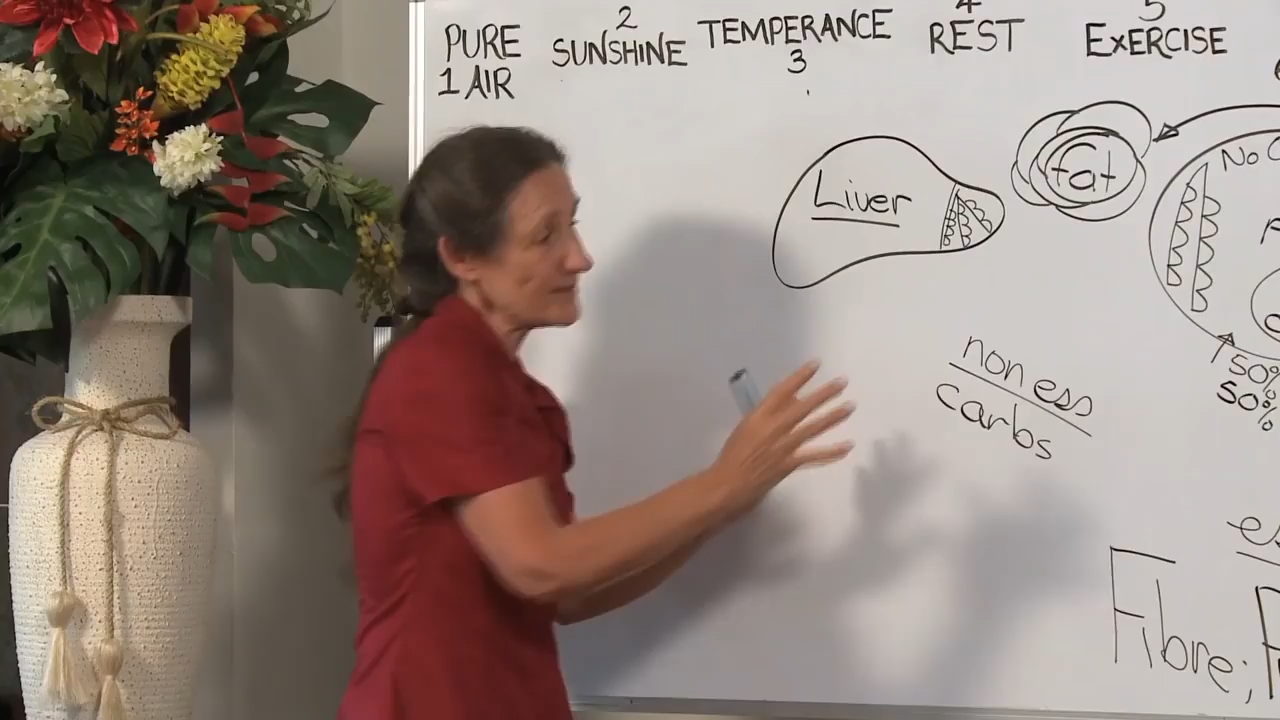 PURE
1 AIR
2
SUNSHINE
TEMPERANCE
3
4
REST
5
EXERCISE
Liver
fat
No
50%
50%
non ess
carbs
Fibre;